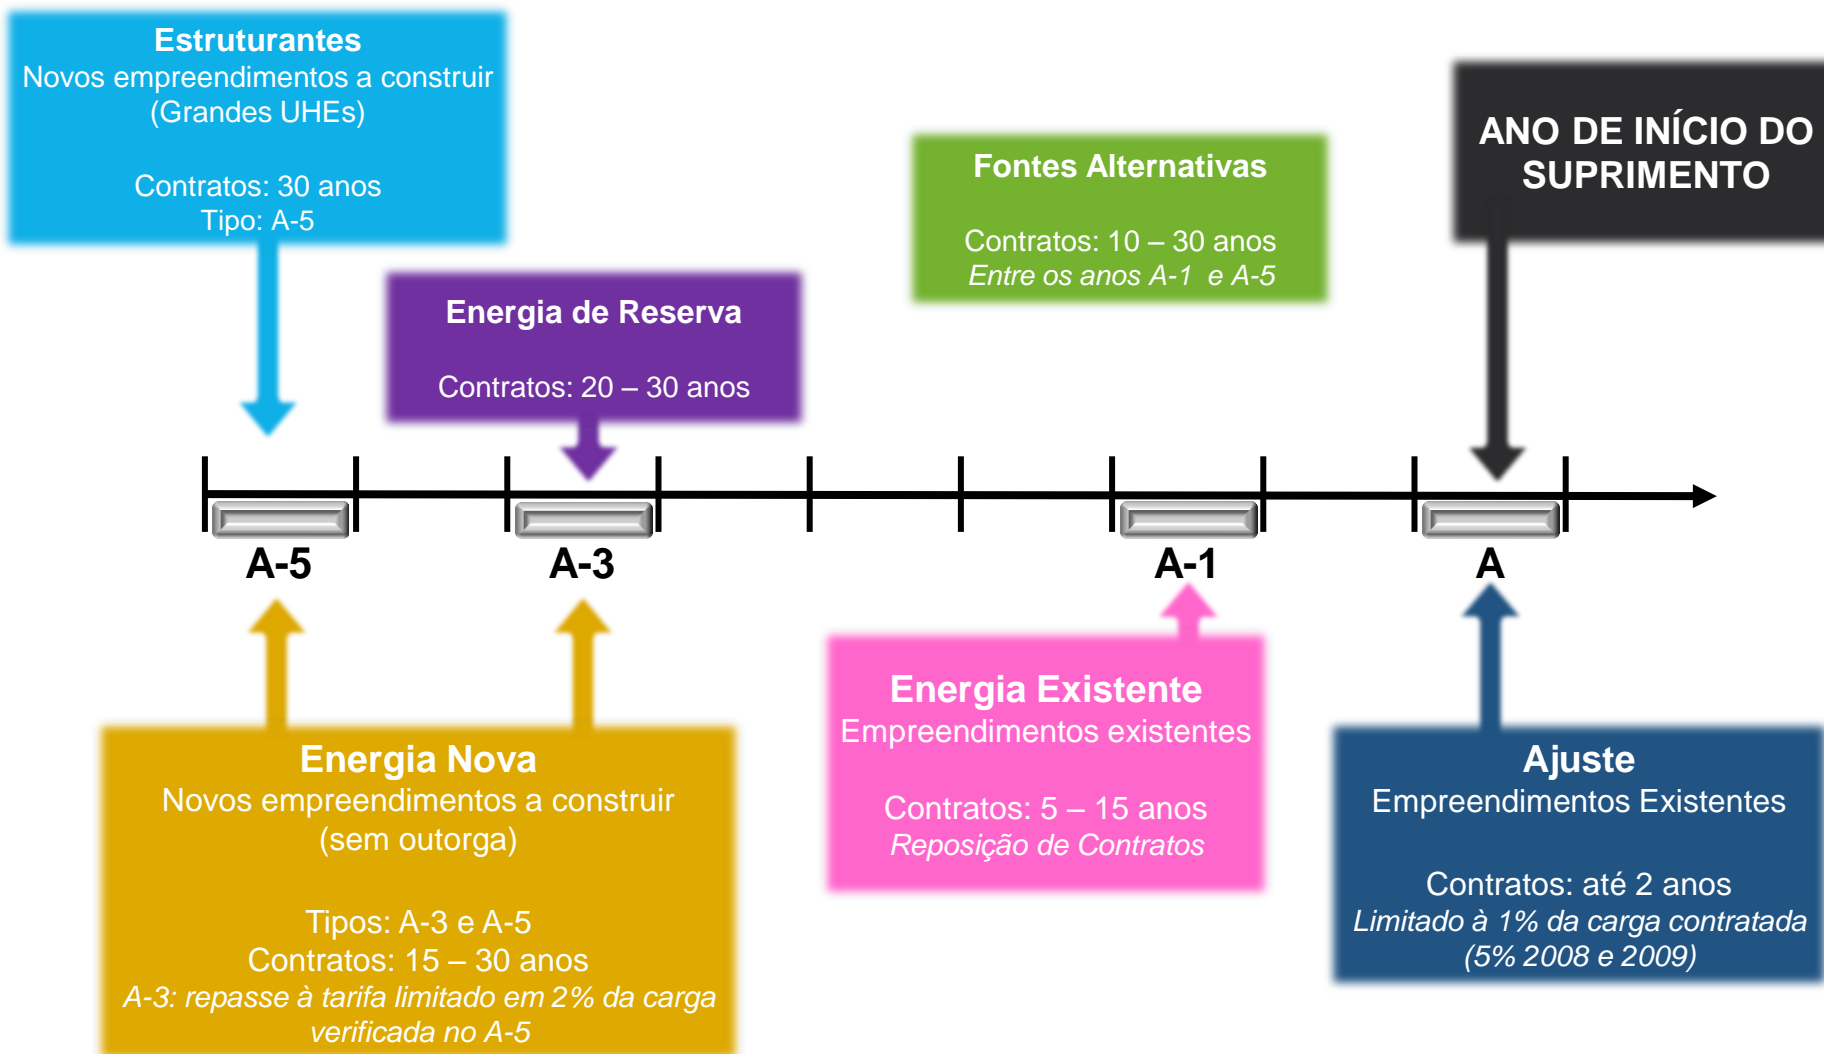 Estruturantes
Novos empreendimentos a construir
(Grandes UHEs)
Contratos: 30 anos
Tipo: A-5
Energia de Reserva
Contratos: 20 – 30 anos
Fontes Alternativas
Contratos: 10 – 30 anos
Entre os anos A-1 e A-5
ANO DE INÍCIO DO
SUPRIMENTO
A-5
A-3
A-1
A
Energia Nova
Novos empreendimentos a construir
(sem outorga)
Tipos: A-3 e A-5
Contratos: 15 – 30 anos
A-3: repasse à tarifa limitado em 2% da carga
verificada no A-5
Energia Existente
Empreendimentos existentes
Contratos: 5 – 15 anos
Reposição de Contratos
Ajuste
Empreendimentos Existentes
Contratos: até 2 anos
Limitado à 1% da carga contratada
(5% 2008 e 2009)